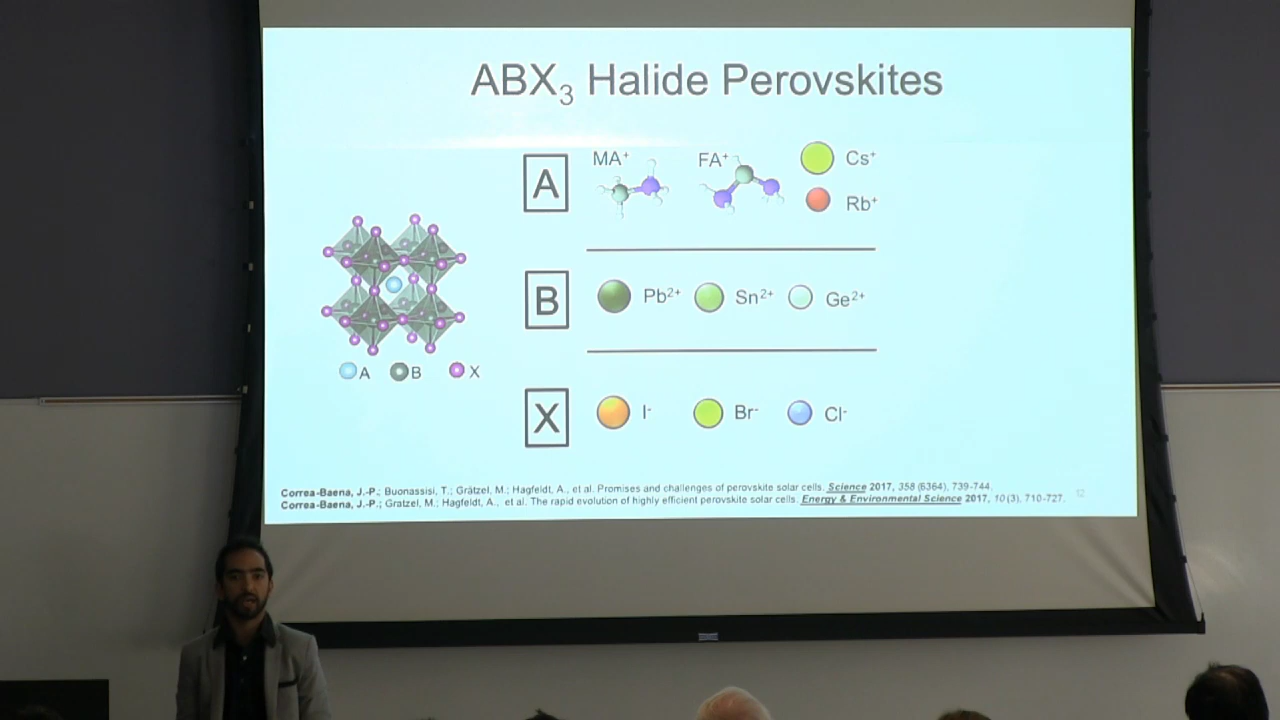 ABX₃ Halide Perovskites
A MA⁺ FA⁺ Cs⁺
Rb⁺
B Pb²⁺ Sn²⁺ Ge²⁺
A B X
X I⁻ Br⁻ Cl⁻
Correa-Baena, J.-P.; Buonassisi, T.; Grätzel, M.; Hagfeldt, A., et al. Promises and challenges of perovskite solar cells. Science 2017, 358 (6364), 739-744.
Correa-Baena, J.-P.; Gratzel, M.; Hagfeldt, A., et al. The rapid evolution of highly efficient perovskite solar cells. Energy & Environmental Science 2017, 10 (3), 710-727.
12